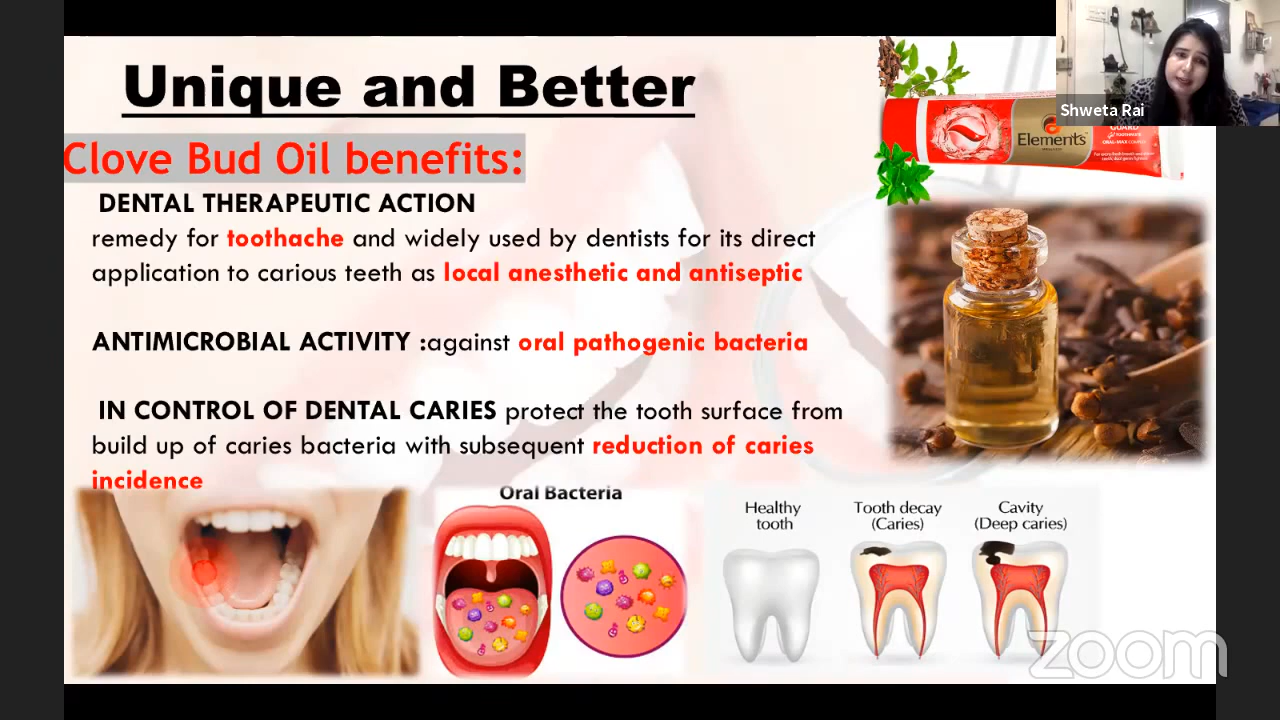 Unique and Better
Shweta Rai
Clove Bud Oil benefits:
Elements
GUARD
DENTAL THERAPEUTIC ACTION
remedy for toothache and widely used by dentists for its direct
application to carious teeth as local anesthetic and antiseptic
ANTIMICROBIAL ACTIVITY :against oral pathogenic bacteria
IN CONTROL OF DENTAL CARIES protect the tooth surface from
build up of caries bacteria with subsequent reduction of caries
incidence
Oral Bacteria
Healthy
tooth
Tooth decay
(Caries)
Cavity
(Deep caries)
zoom